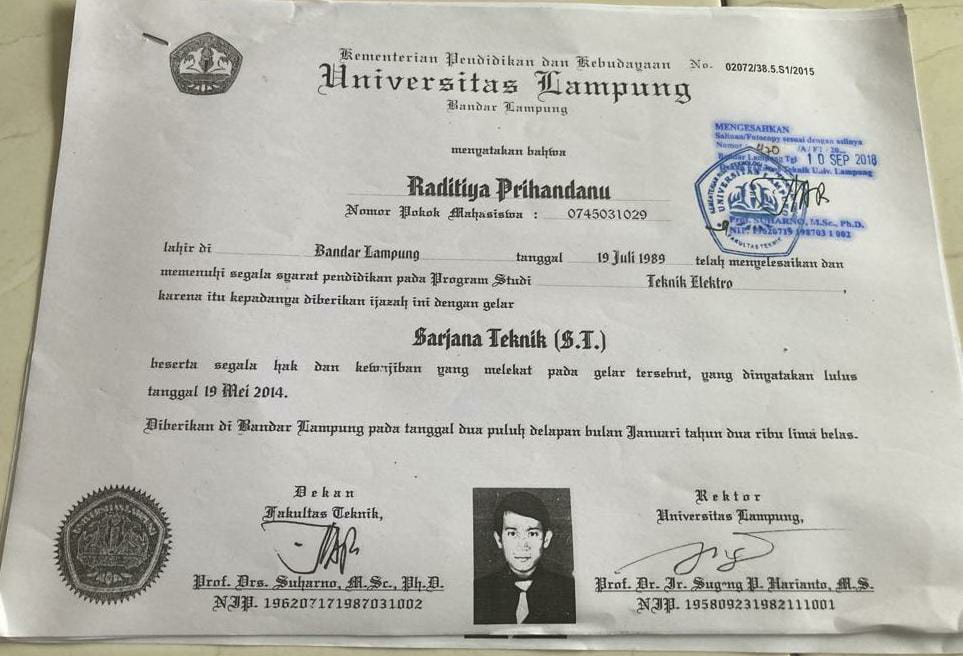 Kementerian Pendidikan dan Kebudayaan No. 02072/38.5.S1/2015
Universitas Lampung
Bandar Lampung
MENGESAHKAN
Salinan/Fotocopy sesuai dengan aslinya
Nomor : 420 /A/F1/20...
Bandar Lampung Tgl 10 SEP 2018
Teknik Univ. Lampung
UNIVERSITAS LAMPUNG
FAKULTAS TEKNIK
Prof. SUHARNO, M.Sc, Ph.D.
NIP. 19620719 198703 1 002
menyatakan bahwa
Raditiya Prihandanu
Nomor Pokok Mahasiswa : 0745031029
lahir di Bandar Lampung tanggal 19 Juli 1989 telah menyelesaikan dan
memenuhi segala syarat pendidikan pada Program Studi Teknik Elektro ,
karena itu kepadanya diberikan ijazah ini dengan gelar
Sarjana Teknik (S.T.)
beserta segala hak dan kewajiban yang melekat pada gelar tersebut, yang dinyatakan lulus
tanggal 19 Mei 2014.
Diberikan di Bandar Lampung pada tanggal dua puluh delapan bulan Januari tahun dua ribu lima belas.
Dekan
Fakultas Teknik,
Prof. Drs. Suharno, M.Sc., Ph.D.
NIP. 196207171987031002
Rektor
Universitas Lampung,
Prof. Dr. Ir. Sugeng P. Harianto, M.S.
NIP. 195809231982111001